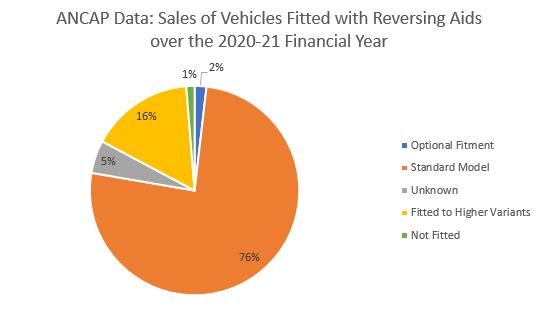 ANCAP Data: Sales of Vehicles Fitted with Reversing Aids
over the 2020-21 Financial Year
1%
2%
16%
5%
76%
Optional Fitment
Standard Model
Unknown
Fitted to Higher Variants
Not Fitted